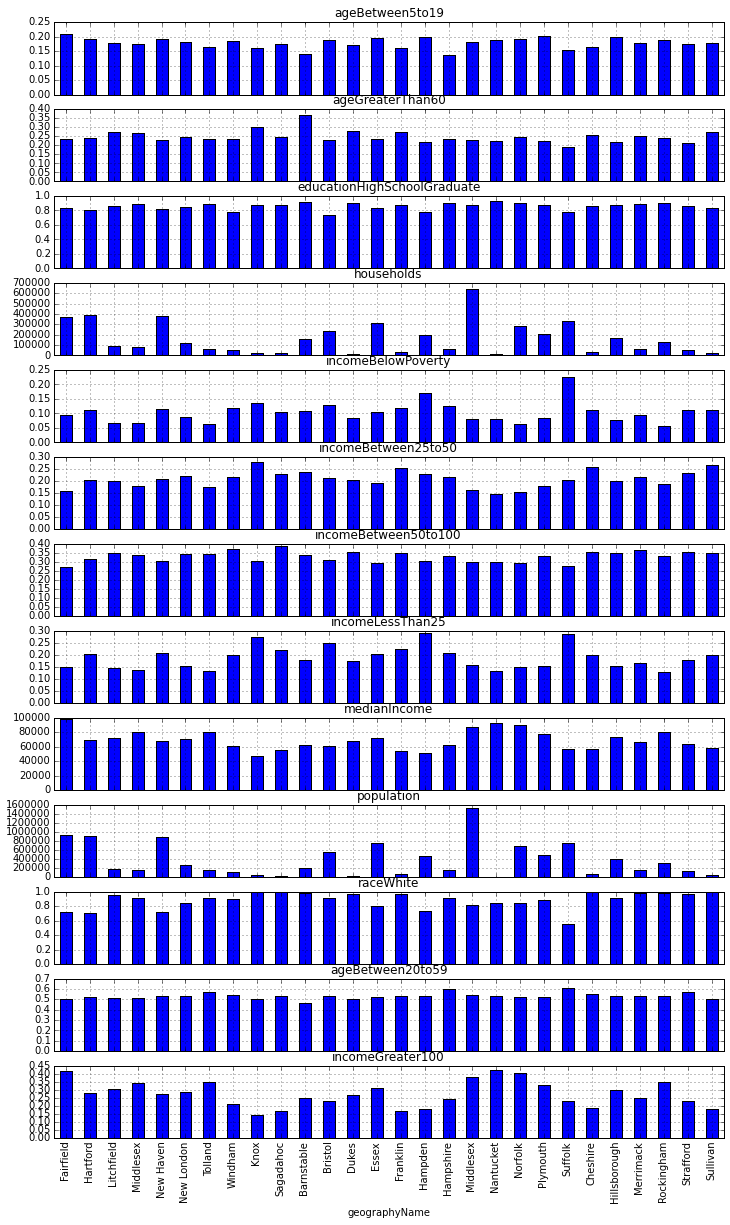 ageBetween5to19
0.25
0.20
0.15
0.10
0.05
0.00
ageGreaterThan60
0.40
0.35
0.30
0.25
0.20
0.15
0.10
0.05
0.00
educationHighSchoolGraduate
1.0
0.8
0.6
0.4
0.2
0.0
households
700000
600000
500000
400000
300000
200000
100000
0
incomeBelowPoverty
0.25
0.20
0.15
0.10
0.05
0.00
incomeBetween25to50
0.30
0.25
0.20
0.15
0.10
0.05
0.00
incomeBetween50to100
0.40
0.35
0.30
0.25
0.20
0.15
0.10
0.05
0.00
incomeLessThan25
0.30
0.25
0.20
0.15
0.10
0.05
0.00
medianIncome
100000
80000
60000
40000
20000
0
population
1600000
1400000
1200000
1000000
800000
600000
400000
200000
0
raceWhite
1.0
0.8
0.6
0.4
0.2
0.0
ageBetween20to59
0.7
0.6
0.5
0.4
0.3
0.2
0.1
0.0
incomeGreater100
0.45
0.40
0.35
0.30
0.25
0.20
0.15
0.10
0.05
0.00
Fairfield
Hartford
Litchfield
Middlesex
New Haven
New London
Tolland
Windham
Knox
Sagadahoc
Barnstable
Bristol
Dukes
Essex
Franklin
Hampden
Hampshire
Middlesex
Nantucket
Norfolk
Plymouth
Suffolk
Cheshire
Hillsborough
Merrimack
Rockingham
Strafford
Sullivan
geographyName